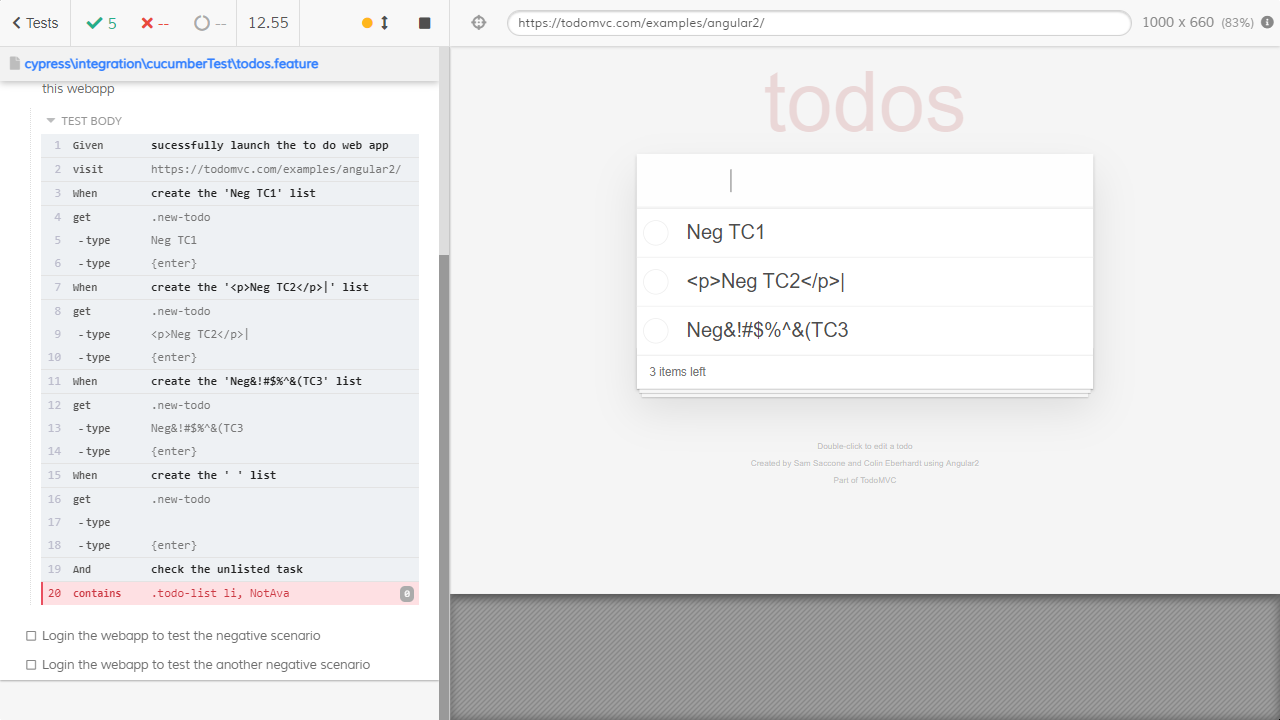 Tests
5
--
--
12.55
https://todomvc.com/examples/angular2/
1000 x 660 (83%)
cypress\integration\cucumberTest\todos.feature
this webapp
TEST BODY
1 Given sucessfully launch the to do web app
2 visit https://todomvc.com/examples/angular2/
3 When create the 'Neg TC1' list
4 get .new-todo
5 -type Neg TC1
6 -type {enter}
7 When create the '<p>Neg TC2</p>|' list
8 get .new-todo
9 -type <p>Neg TC2</p>|
10 -type {enter}
11 When create the 'Neg&!#$%^&(TC3' list
12 get .new-todo
13 -type Neg&!#$%^&(TC3
14 -type {enter}
15 When create the ' ' list
16 get .new-todo
17 -type
18 -type {enter}
19 And check the unlisted task
20 contains .todo-list li, NotAva 0
Login the webapp to test the negative scenario
Login the webapp to test the another negative scenario
todos
Neg TC1
<p>Neg TC2</p>|
Neg&!#$%^&(TC3
3 items left
Double-click to edit a todo
Created by Sam Saccone and Colin Eberhardt using Angular2
Part of TodoMVC